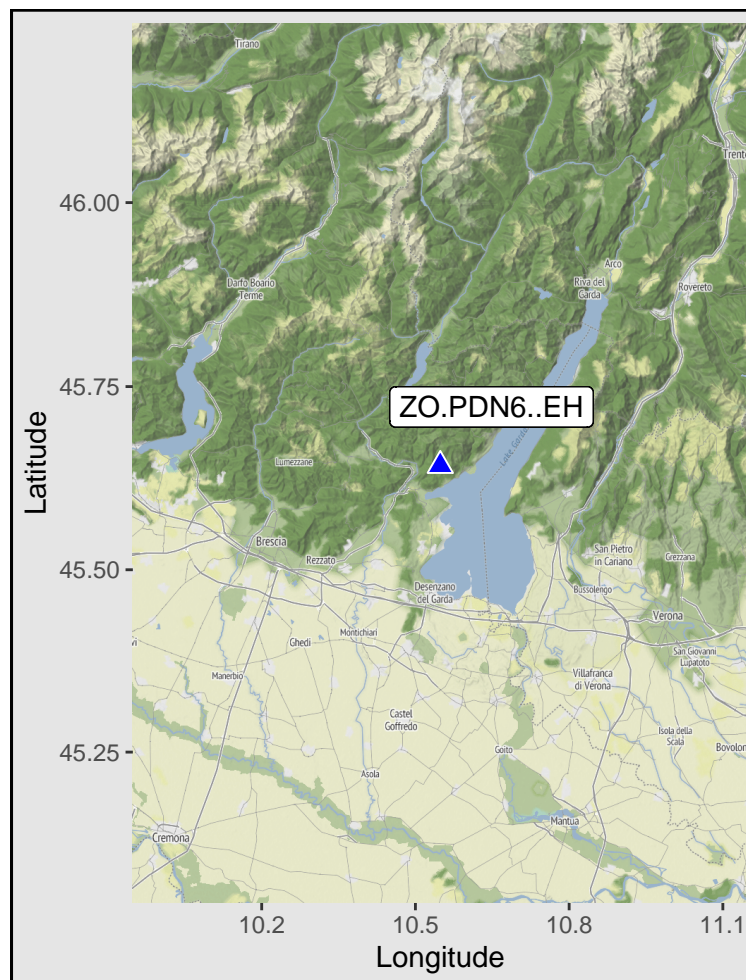 Tirano
Trento
46.00
Arco
Darfo Boario
Terme
Riva del
Garda
Rovereto
45.75
ZO.PDN6..EH
Latitude
Lake Garda
Lumezzane
Brescia
Rezzato
San Pietro
in Cariano
Grezzana
45.50
Desenzano
del Garda
Bussolengo
Verona
Ghedi
Montichiari
San Giovanni
Lupatoto
Manerbio
Villafranca
di Verona
Castel
Goffredo
Isola della
Scala
Bovolon
45.25
Goito
Asola
Mantua
Cremona
10.2
10.5
10.8
11.1
Longitude